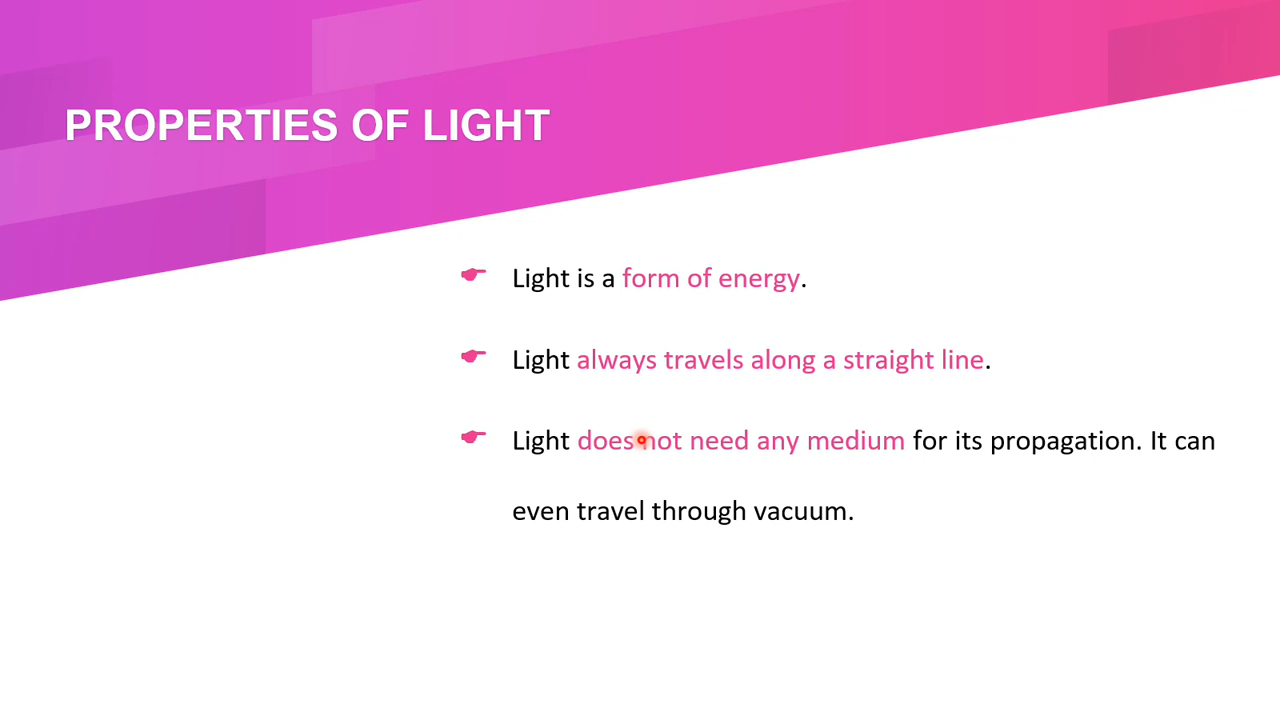 PROPERTIES OF LIGHT
Light is a form of energy.
Light always travels along a straight line.
Light does not need any medium for its propagation. It can
even travel through vacuum.